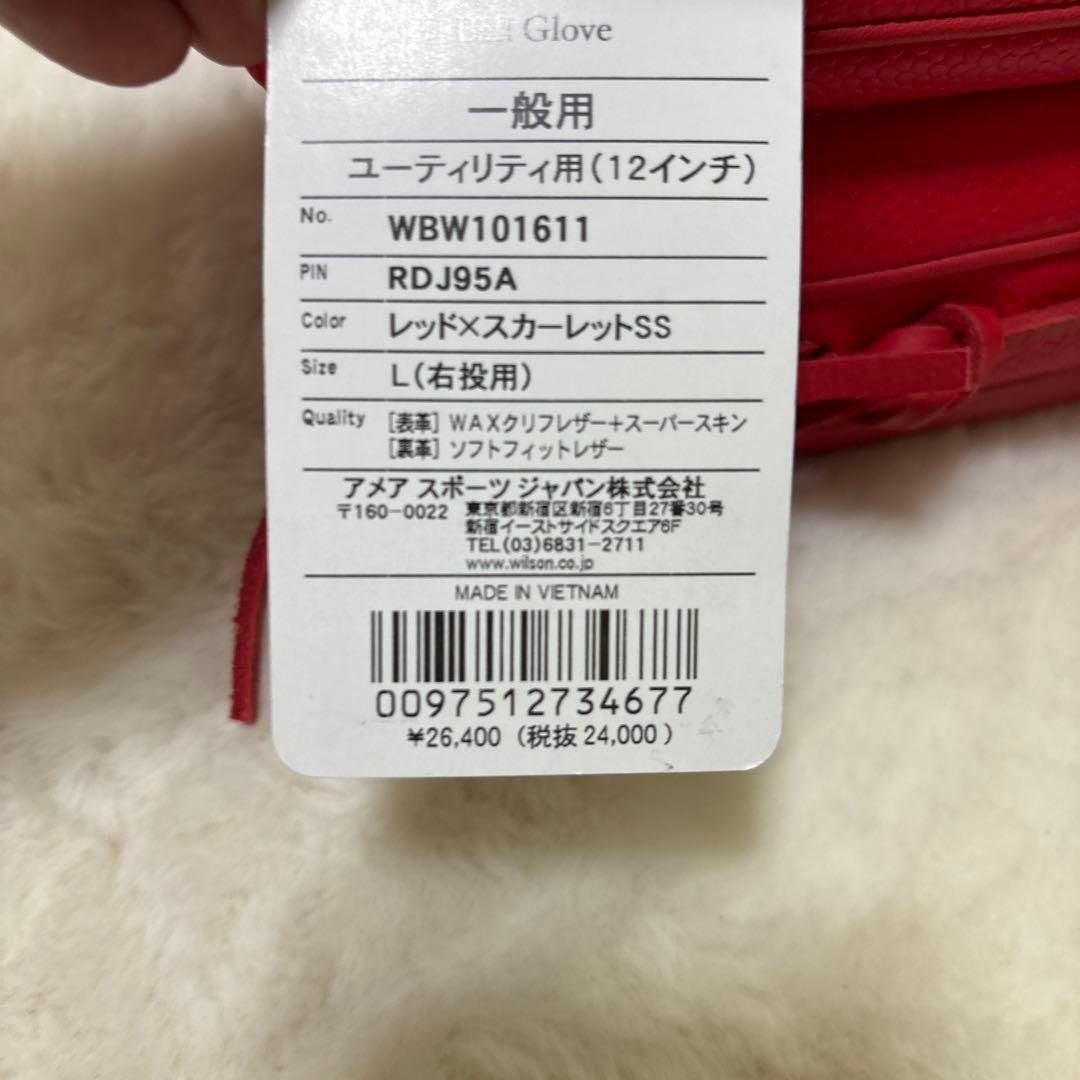 Ball Glove
一般用
ユーティリティ用(12インチ)
No. WBW101611
PIN RDJ95A
Color レッド×スカーレットSS
Size L(右投用)
Quality [表革] WAXクリフレザー+スーパースキン
[裏革] ソフトフィットレザー
アメア スポーツ ジャパン株式会社
〒160-0022 東京都新宿区新宿6丁目27番30号
新宿イーストサイドスクエア6F
TEL(03)6831-2711
www.wilson.co.jp
MADE IN VIETNAM
0097512734677
¥26,400 (税抜 24,000)